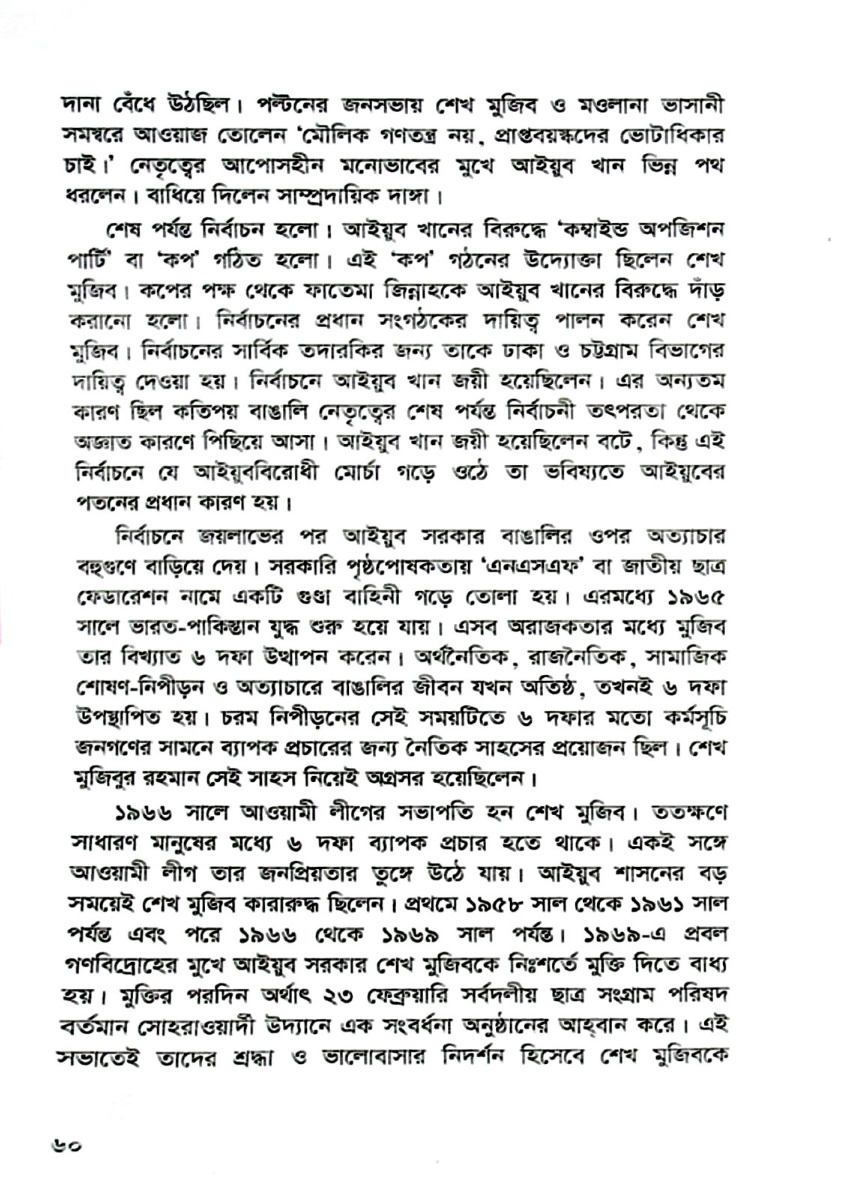 দানা বেঁধে উঠছিল। পল্টনের জনসভায় শেখ মুজিব ও মওলানা ভাসানী
সমস্বরে আওয়াজ তোলেন ‘মৌলিক গণতন্ত্র নয়, প্রাপ্তবয়স্কদের ভোটাধিকার
চাই।’ নেতৃত্বের আপোসহীন মনোভাবের মুখে আইয়ুব খান ভিন্ন পথ
ধরলেন। বাধিয়ে দিলেন সাম্প্রদায়িক দাঙ্গা।
শেষ পর্যন্ত নির্বাচন হলো। আইয়ুব খানের বিরুদ্ধে ‘কম্বাইন্ড অপজিশন
পার্টি’ বা ‘কপ’ গঠিত হলো। এই ‘কপ’ গঠনের উদ্যোক্তা ছিলেন শেখ
মুজিব। কপের পক্ষ থেকে ফাতেমা জিন্নাহকে আইয়ুব খানের বিরুদ্ধে দাঁড়
করানো হলো। নির্বাচনের প্রধান সংগঠকের দায়িত্ব পালন করেন শেখ
মুজিব। নির্বাচনের সার্বিক তদারকির জন্য তাকে ঢাকা ও চট্টগ্রাম বিভাগের
দায়িত্ব দেওয়া হয়। নির্বাচনে আইয়ুব খান জয়ী হয়েছিলেন। এর অন্যতম
কারণ ছিল কতিপয় বাঙালি নেতৃত্বের শেষ পর্যন্ত নির্বাচনী তৎপরতা থেকে
অজ্ঞাত কারণে পিছিয়ে আসা। আইয়ুব খান জয়ী হয়েছিলেন বটে, কিন্তু এই
নির্বাচনে যে আইয়ুববিরোধী মোর্চা গড়ে ওঠে তা ভবিষ্যতে আইয়ুবের
পতনের প্রধান কারণ হয়।
নির্বাচনে জয়লাভের পর আইয়ুব সরকার বাঙালির ওপর অত্যাচার
বহুগুণে বাড়িয়ে দেয়। সরকারি পৃষ্ঠপোষকতায় ‘এনএসএফ’ বা জাতীয় ছাত্র
ফেডারেশন নামে একটি গুণ্ডা বাহিনী গড়ে তোলা হয়। এরমধ্যে ১৯৬৫
সালে ভারত-পাকিস্তান যুদ্ধ শুরু হয়ে যায়। এসব অরাজকতার মধ্যে মুজিব
তার বিখ্যাত ৬ দফা উত্থাপন করেন। অর্থনৈতিক, রাজনৈতিক, সামাজিক
শোষণ-নিপীড়ন ও অত্যাচারে বাঙালির জীবন যখন অতিষ্ঠ, তখনই ৬ দফা
উপস্থাপিত হয়। চরম নিপীড়নের সেই সময়টিতে ৬ দফার মতো কর্মসূচি
জনগণের সামনে ব্যাপক প্রচারের জন্য নৈতিক সাহসের প্রয়োজন ছিল। শেখ
মুজিবুর রহমান সেই সাহস নিয়েই অগ্রসর হয়েছিলেন।
১৯৬৬ সালে আওয়ামী লীগের সভাপতি হন শেখ মুজিব। ততক্ষণে
সাধারণ মানুষের মধ্যে ৬ দফা ব্যাপক প্রচার হতে থাকে। একই সঙ্গে
আওয়ামী লীগ তার জনপ্রিয়তার তুঙ্গে উঠে যায়। আইয়ুব শাসনের বড়
সময়েই শেখ মুজিব কারারুদ্ধ ছিলেন। প্রথমে ১৯৫৮ সাল থেকে ১৯৬১ সাল
পর্যন্ত এবং পরে ১৯৬৬ থেকে ১৯৬৯ সাল পর্যন্ত। ১৯৬৯-এ প্রবল
গণবিদ্রোহের মুখে আইয়ুব সরকার শেখ মুজিবকে নিঃশর্তে মুক্তি দিতে বাধ্য
হয়। মুক্তির পরদিন অর্থাৎ ২৩ ফেব্রুয়ারি সর্বদলীয় ছাত্র সংগ্রাম পরিষদ
বর্তমান সোহরাওয়ার্দী উদ্যানে এক সংবর্ধনা অনুষ্ঠানের আহ্‌বান করে। এই
সভাতেই তাদের শ্রদ্ধা ও ভালোবাসার নিদর্শন হিসেবে শেখ মুজিবকে
৬০